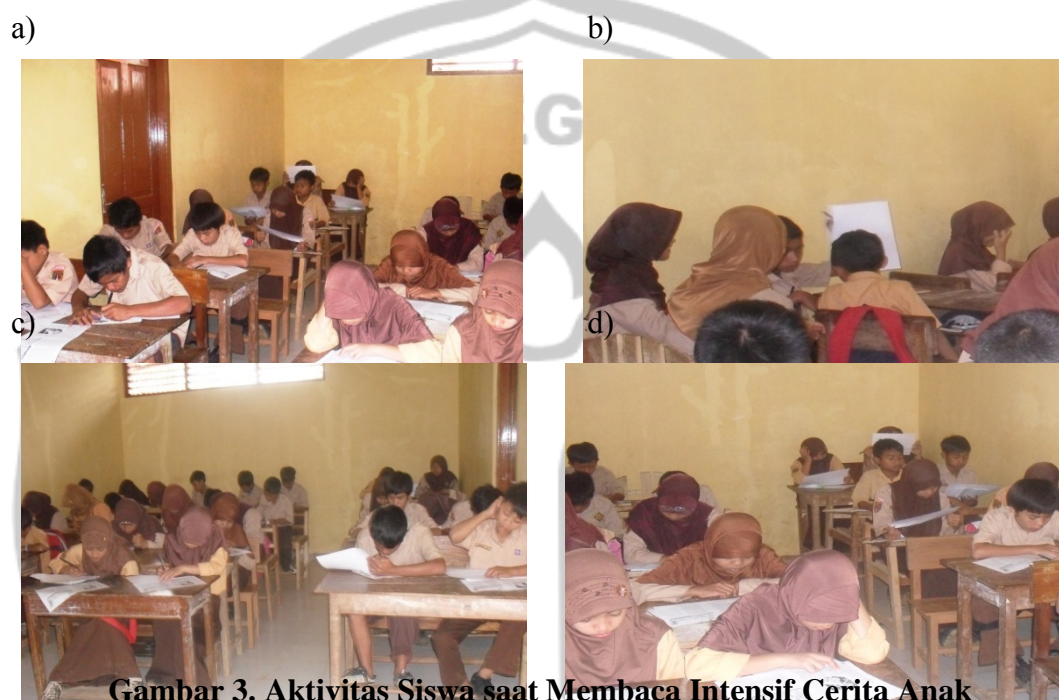 a)
b)
c)
d)
Gambar 3. Aktivitas Siswa saat Membaca Intensif Cerita Anak